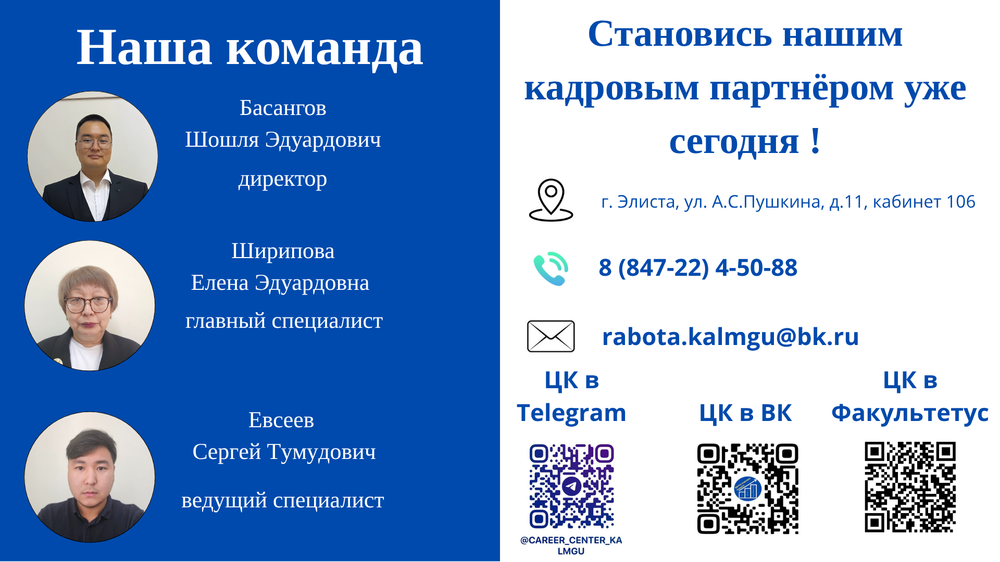 Наша команда
Басангов
Шошля Эдуардович
директор
Ширипова
Елена Эдуардовна
главный специалист
Евсеев
Сергей Тумудович
ведущий специалист
Становись нашим
кадровым партнёром уже
сегодня !
г. Элиста, ул. А.С.Пушкина, д.11, кабинет 106
8 (847-22) 4-50-88
rabota.kalmgu@bk.ru
ЦК в
Telegram
ЦК в ВК
ЦК в
Факультетус
@CAREER_CENTER_KA
LMGU